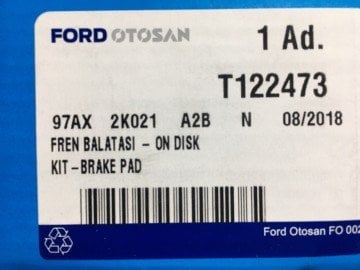 FORD OTOSAN 1 Ad.
T122473
97AX 2K021 A2B N 08/2018
FREN BALATASI - ON DISK
KIT - BRAKE PAD
Ford Otosan FO 002